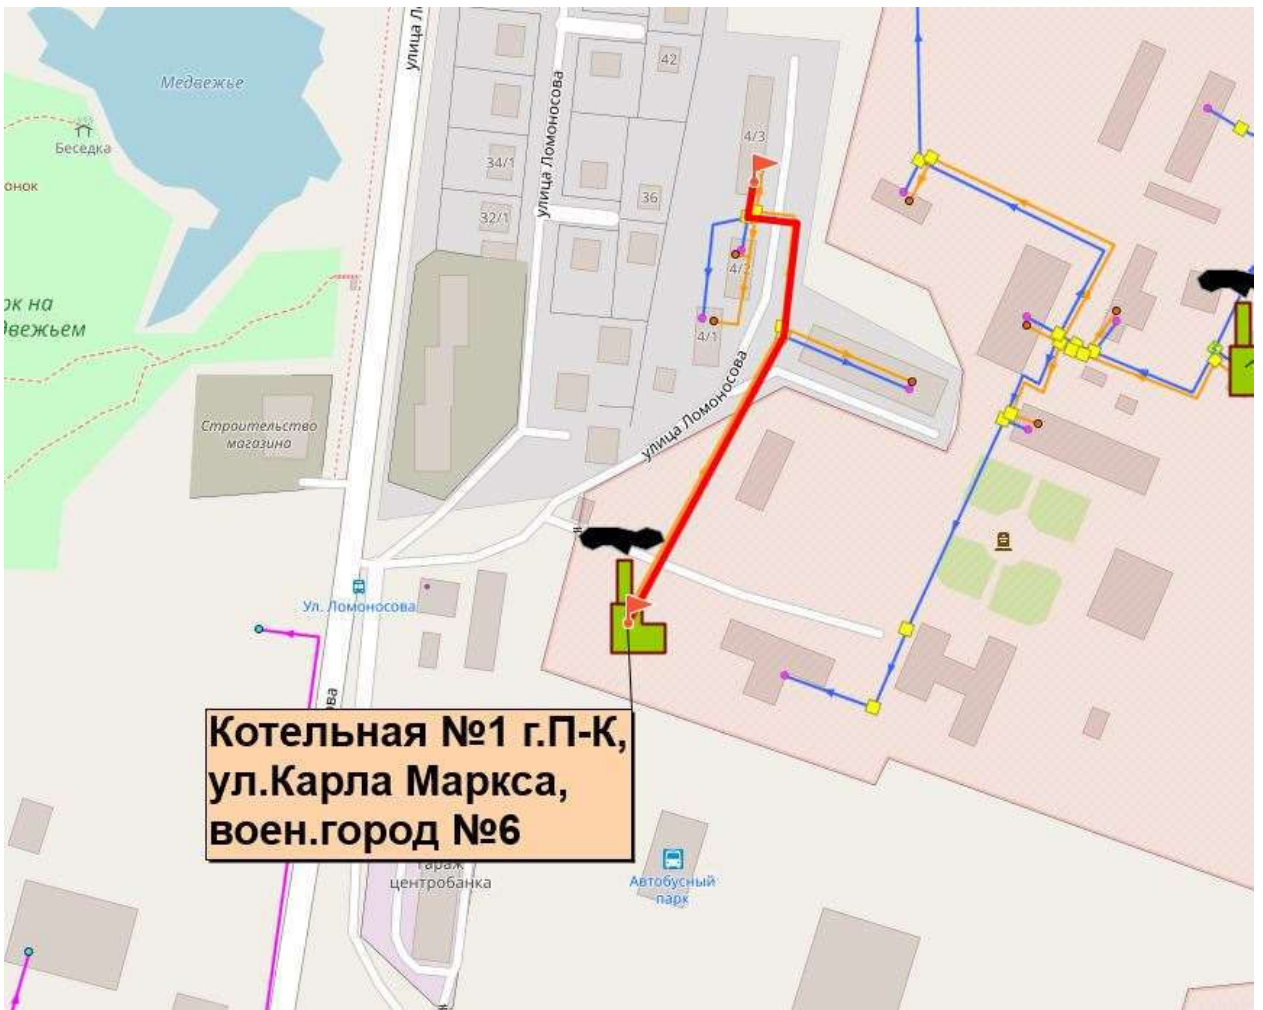 улица Л
Медвежье
Беседка
онок
42
улица Ломоносова
4/3
34/1
36
32/1
4/2
4/1
рк на
двежьем
улица Ломоносова
Строительство
магазина
Ул. Ломоносова
ова
Котельная №1 г.П-К,
ул.Карла Маркса,
воен.город №6
Гараж
центробанка
Автобусный
парк